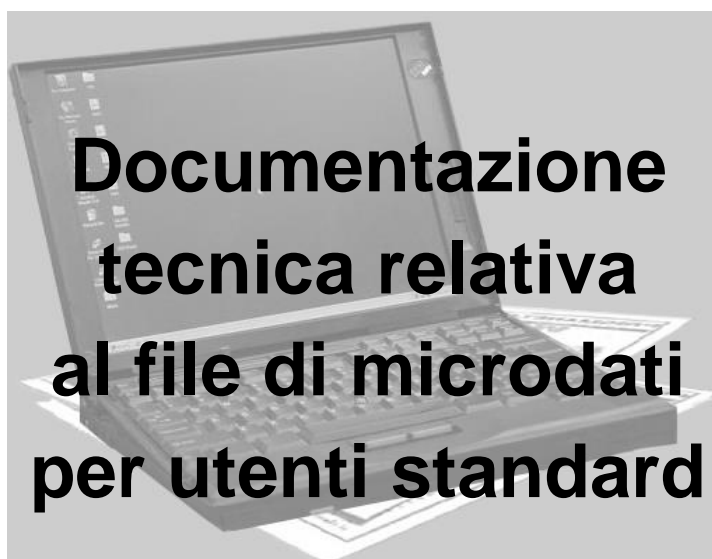 Documentazione
tecnica relativa
al file di microdati
per utenti standard